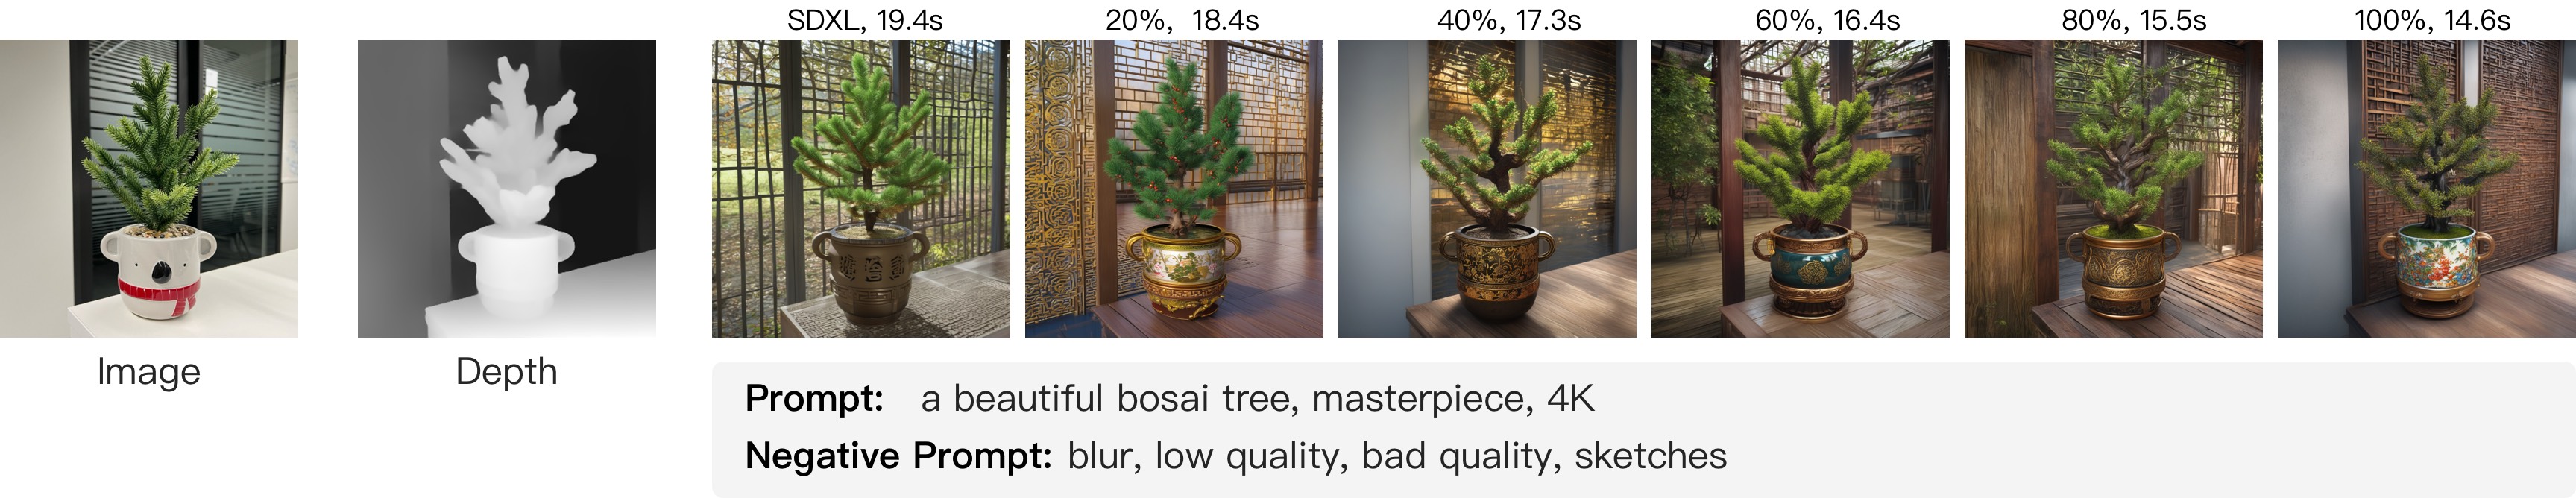 SDXL, 19.4s
20%, 18.4s
40%, 17.3s
60%, 16.4s
80%, 15.5s
100%, 14.6s
Image
Depth
Prompt: a beautiful bosai tree, masterpiece, 4K
Negative Prompt: blur, low quality, bad quality, sketches